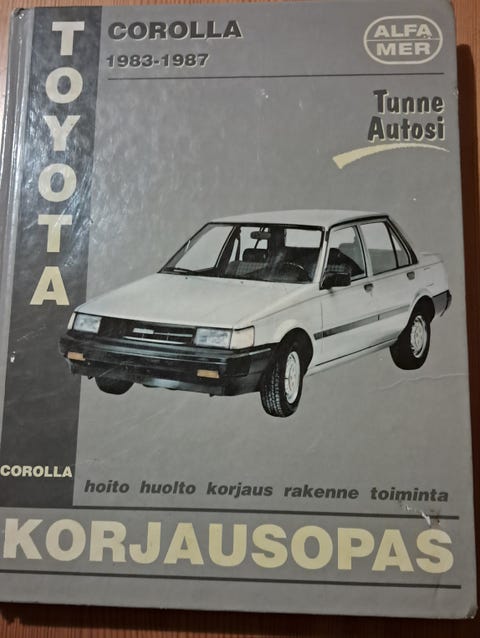 TOYOTA
COROLLA
1983-1987
ALFA
MER
Tunne
Autosi
COROLLA
hoito huolto korjaus rakenne toiminta
KORJAUSOPAS